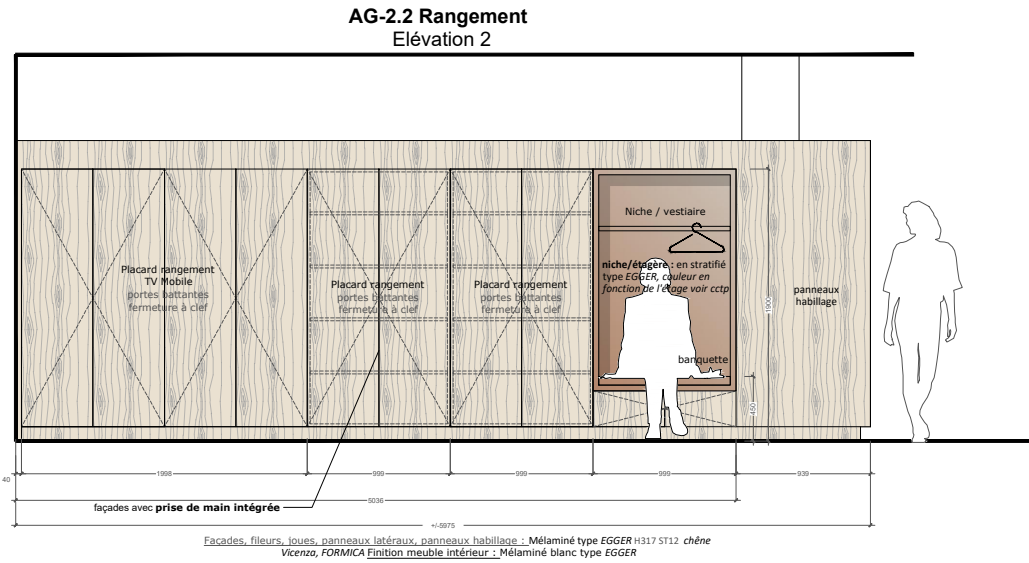 AG-2.2 Rangement
Elévation 2
Niche / vestiaire
niche/étagère : en stratifié
type EGGER, couleur en
fonction de l'étage voir cctp
Placard rangement
TV Mobile
portes battantes
fermeture à clef
Placard rangement
portes battantes
fermeture à clef
Placard rangement
portes battantes
fermeture à clef
panneaux
habillage
1900
banquette
450
1998
999
999
999
939
40
5036
façades avec prise de main intégrée
+/-5975
Façades, fileurs, joues, panneaux latéraux, panneaux habillage : Mélaminé type EGGER H317 ST12 chêne
Vicenza, FORMICA Finition meuble intérieur : Mélaminé blanc type EGGER